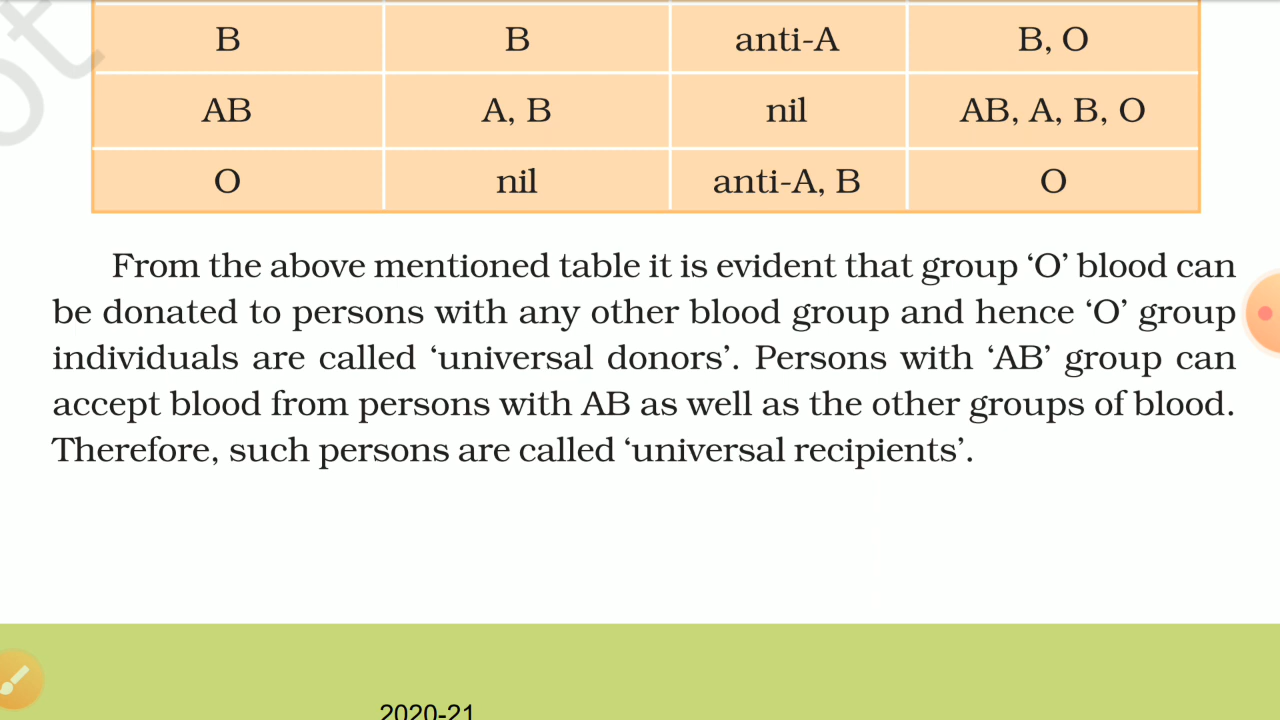 B B anti-A B, O
AB A, B nil AB, A, B, O
O nil anti-A, B O
From the above mentioned table it is evident that group ‘O’ blood can
be donated to persons with any other blood group and hence ‘O’ group
individuals are called ‘universal donors’. Persons with ‘AB’ group can
accept blood from persons with AB as well as the other groups of blood.
Therefore, such persons are called ‘universal recipients’.
2020-21